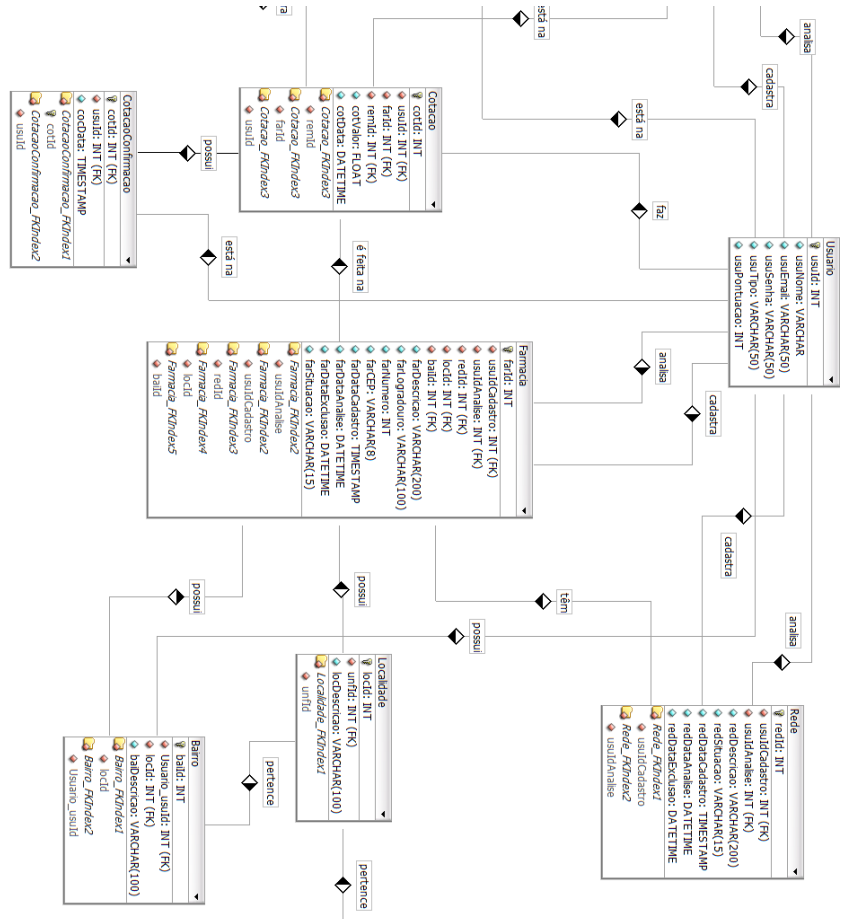 está na
analisa
cadastra
está na
Cotacao
cotId: INT
usuId: INT (FK)
farId: INT (FK)
remId: INT (FK)
cotValor: FLOAT
cotData: DATETIME
Cotacao_FKIndex3
remId
Cotacao_FKIndex3
farId
Cotacao_FKIndex3
usuId
CotacaoConfirmacao
cotId: INT (FK)
usuId: INT (FK)
cocData: TIMESTAMP
CotacaoConfirmacao_FKIndex1
cotId
CotacaoConfirmacao_FKIndex2
usuId
possui
faz
está na
é feita na
Usuario
usuId: INT
usuNome: VARCHAR
usuEmail: VARCHAR(50)
usuSenha: VARCHAR(50)
usuTipo: VARCHAR(50)
usuPontuacao: INT
analisa
cadastra
Farmacia
farId: INT
usuIdCadastro: INT (FK)
usuIdAnalise: INT (FK)
redId: INT (FK)
locId: INT (FK)
baiId: INT (FK)
farDescricao: VARCHAR(200)
farLogradouro: VARCHAR(100)
farNumero: INT
farCEP: VARCHAR(8)
farDataCadastro: TIMESTAMP
farDataAnalise: DATETIME
farDataExclusao: DATETIME
farSituacao: VARCHAR(15)
Farmacia_FKIndex2
usuIdAnalise
Farmacia_FKIndex2
usuIdCadastro
Farmacia_FKIndex3
redId
Farmacia_FKIndex4
locId
Farmacia_FKIndex5
baiId
cadastra
analisa
têm
possui
possui
possui
Rede
redId: INT
usuIdCadastro: INT (FK)
usuIdAnalise: INT (FK)
redDescricao: VARCHAR(200)
redSituacao: VARCHAR(15)
redDataCadastro: TIMESTAMP
redDataAnalise: DATETIME
redDataExclusao: DATETIME
Rede_FKIndex1
usuIdCadastro
Rede_FKIndex2
usuIdAnalise
Localidade
locId: INT
unfId: INT (FK)
locDescricao: VARCHAR(100)
Localidade_FKIndex1
unfId
pertence
pertence
Bairro
baiId: INT
Usuario_usuId: INT (FK)
locId: INT (FK)
baiDescricao: VARCHAR(100)
Bairro_FKIndex1
locId
Bairro_FKIndex2
Usuario_usuId